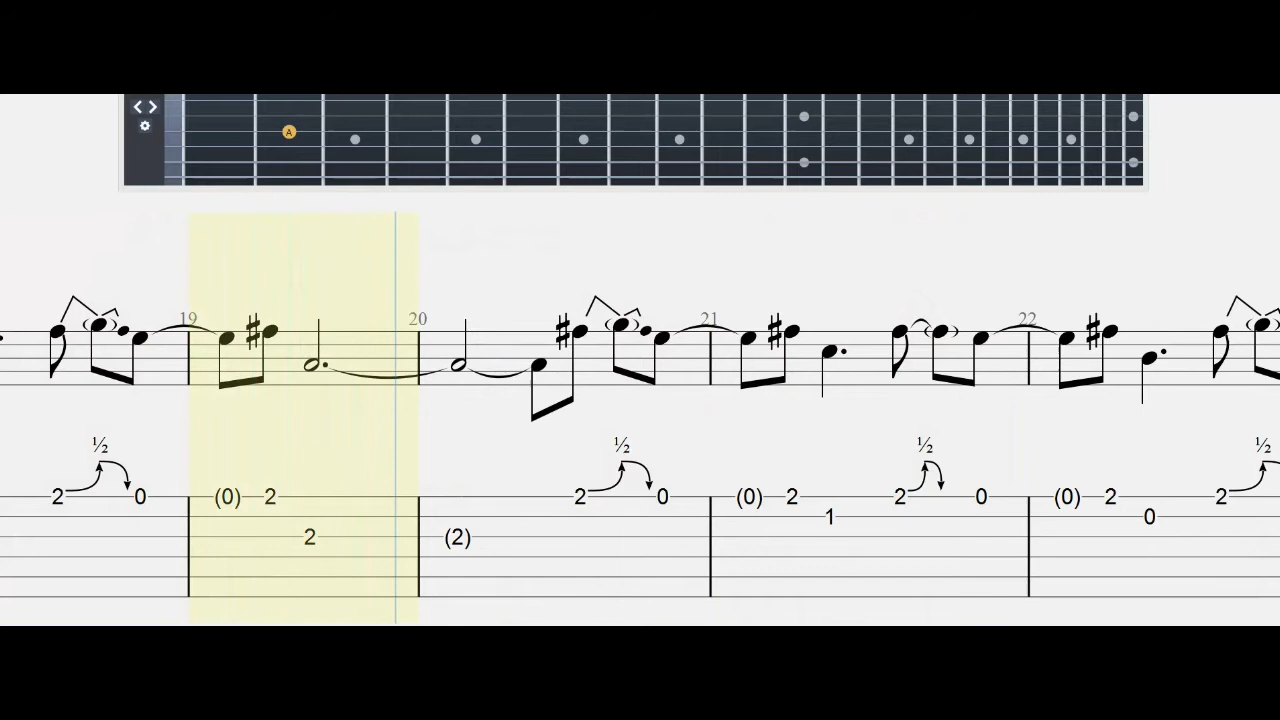 A
19 20 21 22
½ ½ ½ ½
2 0 (0) 2 2 0 (0) 2 2 0 (0) 2 2
1 0
2 (2)